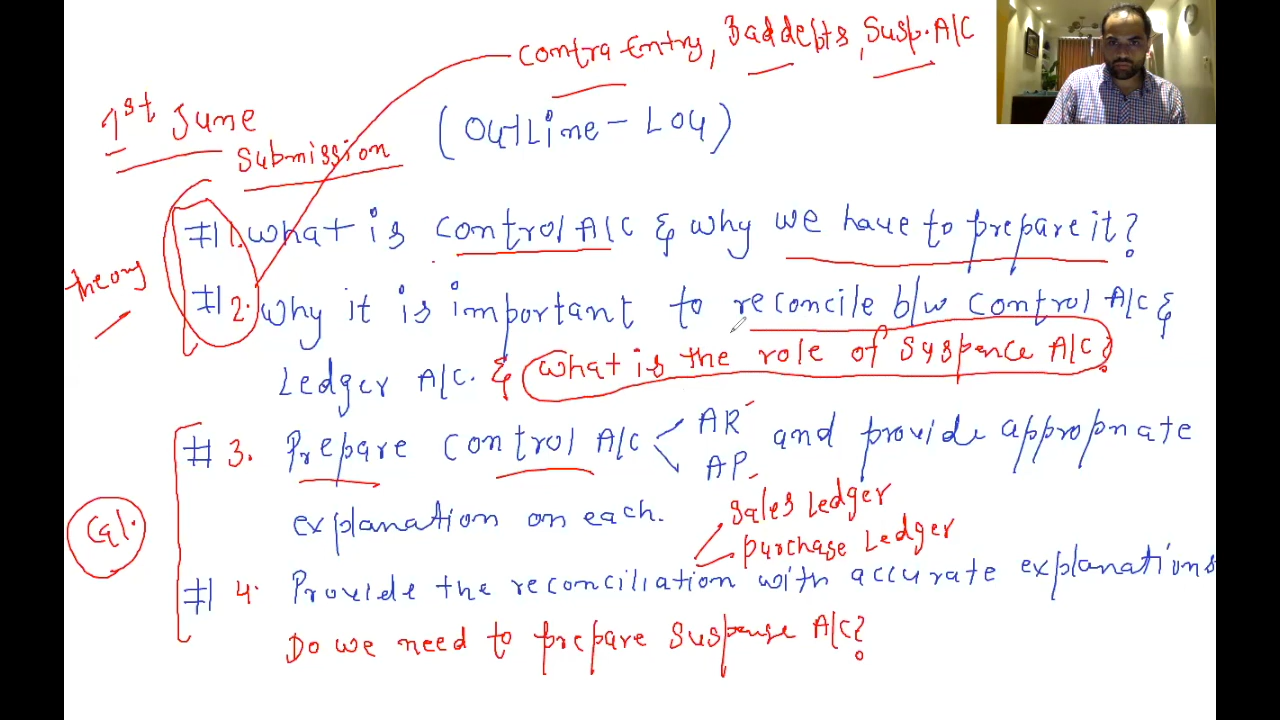 Contra Entry, Bad debts, Susp. A/C
1st June
Submission
(OutLine - LO4)
#1. What is control A/C & why we have to prepare it?
theory
#2. Why it is important to reconcile b/w control A/C &
Ledger A/C. & what is the role of Suspence A/C?
#3. Prepare control A/C AR and provide appropriate
AP
explanation on each.
Sales Ledger
Purchase Ledger
Cal.
#4. Provide the reconciliation with accurate explanations
Do we need to prepare Suspense A/C?